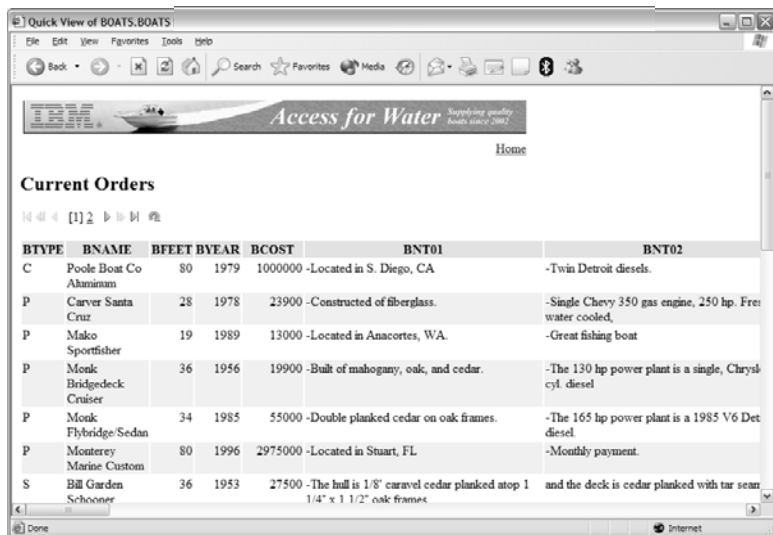 Quick View of BOATS.BOATS
File Edit View Favorites Tools Help
Back Search Favorites Media
IBM. Access for Water Supplying quality boats since 2002
Home
Current Orders
[1] 2
BTYPE BNAME BFEET BYEAR BCOST BNT01 BNT02
C Poole Boat Co 80 1979 1000000 -Located in S. Diego, CA -Twin Detroit diesels.
Aluminum
P Carver Santa 28 1978 23900 -Constructed of fiberglass. -Single Chevy 350 gas engine, 250 hp. Fres
Cruz water cooled,
P Mako 19 1989 13000 -Located in Anacortes, WA. -Great fishing boat
Sportfisher
P Monk 36 1956 19900 -Built of mahogany, oak, and cedar. -The 130 hp power plant is a single, Chrysl
Bridgedeck cyl. diesel
Cruiser
P Monk 34 1985 55000 -Double planked cedar on oak frames. -The 165 hp power plant is a 1985 V6 Det
Flybridge/Sedan diesel.
P Monterey 80 1996 2975000 -Located in Stuart, FL -Monthly payment.
Marine Custom
S Bill Garden 36 1953 27500 -The hull is 1/8' caravel cedar planked atop 1 and the deck is cedar planked with tar seam
Schooner 1/4" x 1 1/2" oak frames
Done Internet